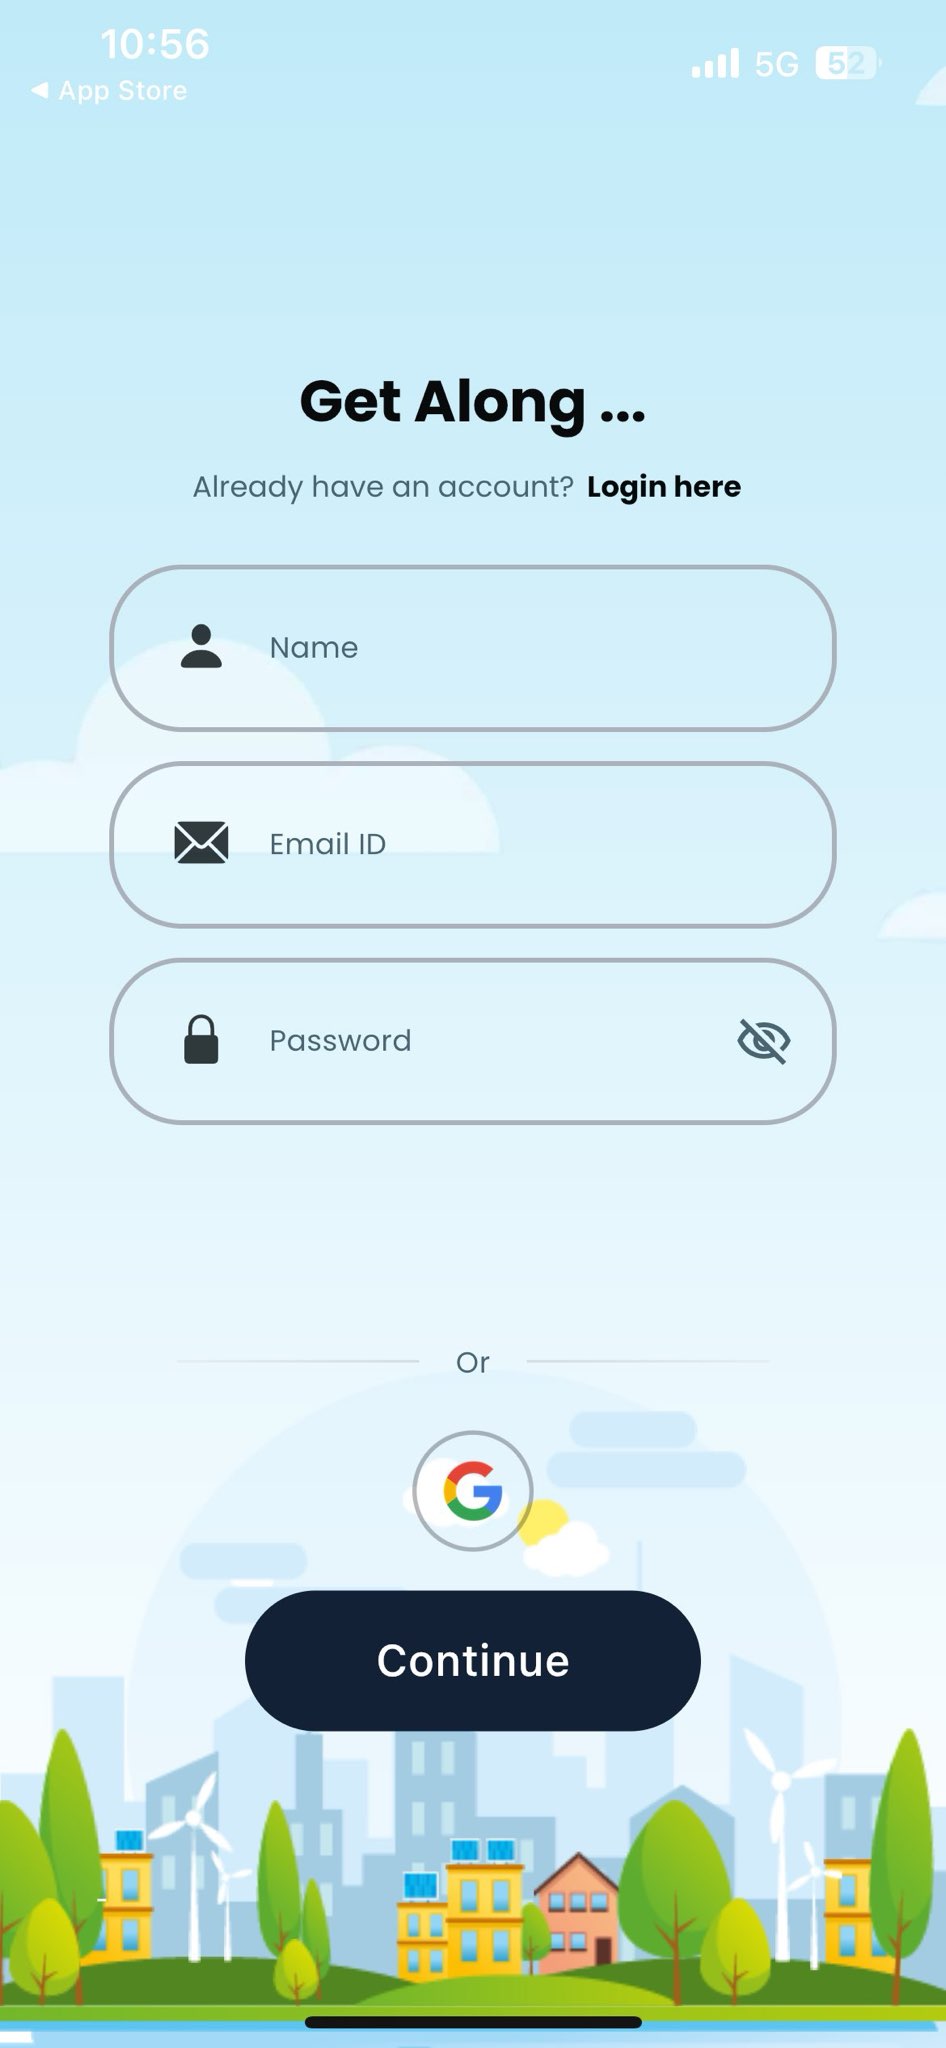 10:56
5G 52
App Store
Get Along ...
Already have an account? Login here
Name
Email ID
Password
Or
Continue